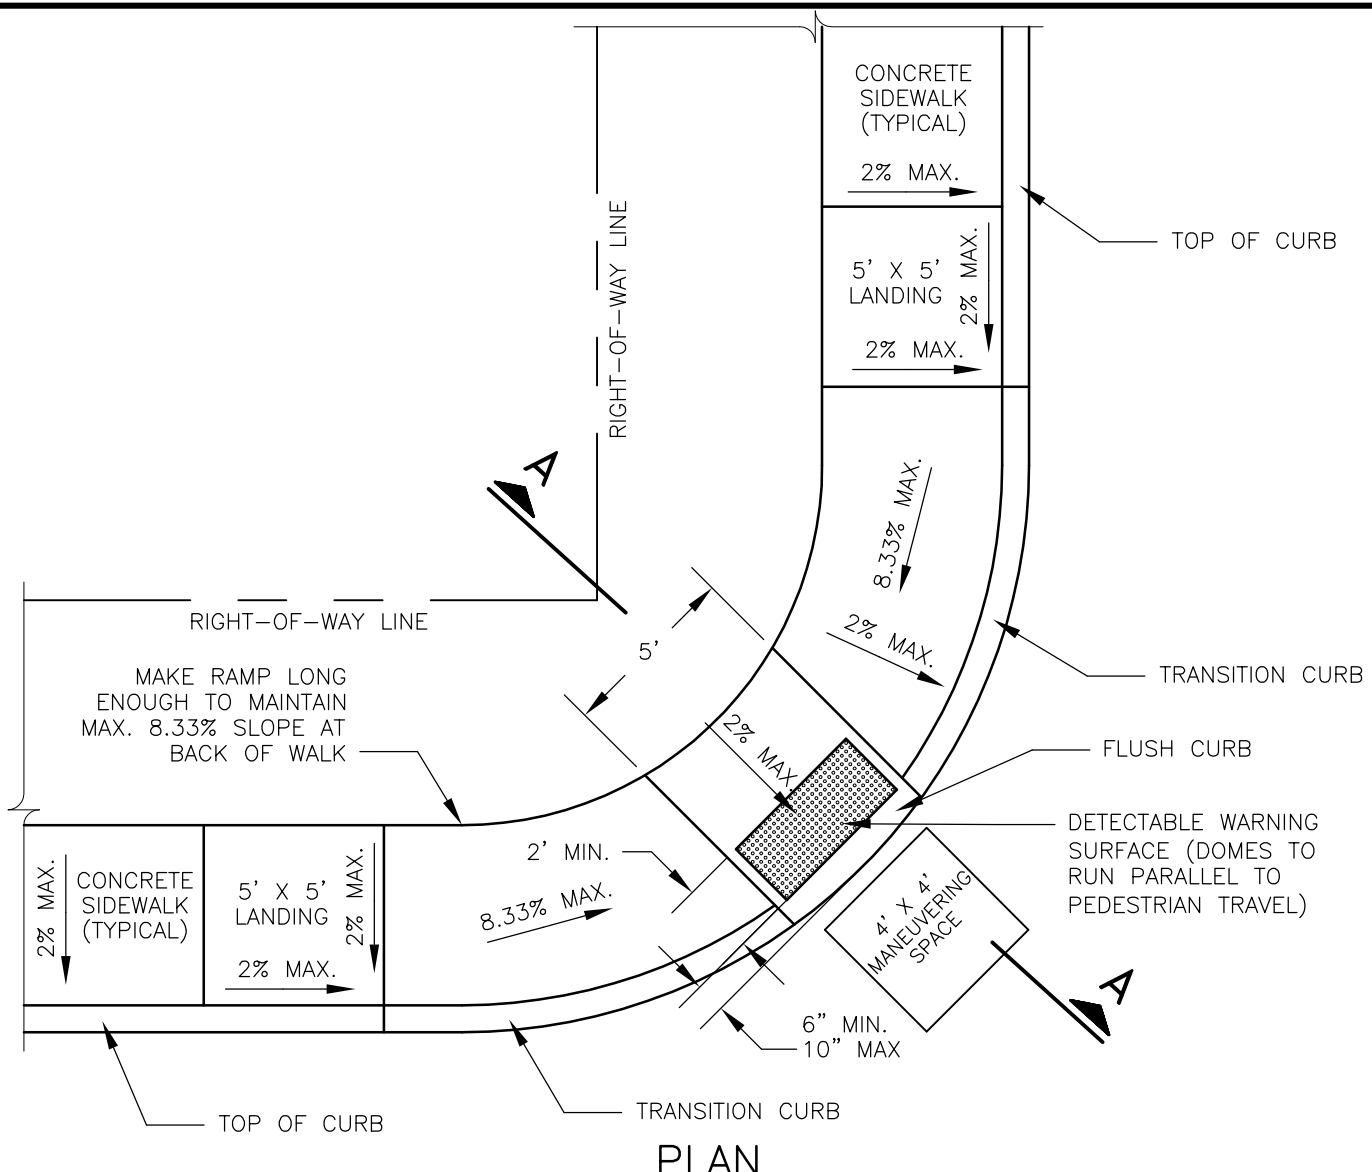 CONCRETE
SIDEWALK
(TYPICAL)
2% MAX.
RIGHT-OF-WAY LINE
TOP OF CURB
5' X 5'
LANDING
2% MAX.
2% MAX.
A
8.33% MAX.
2% MAX.
RIGHT-OF-WAY LINE
5'
TRANSITION CURB
MAKE RAMP LONG
ENOUGH TO MAINTAIN
MAX. 8.33% SLOPE AT
BACK OF WALK
2% MAX.
FLUSH CURB
DETECTABLE WARNING
SURFACE (DOMES TO
RUN PARALLEL TO
PEDESTRIAN TRAVEL)
2' MIN.
2% MAX.
CONCRETE
SIDEWALK
(TYPICAL)
5' X 5'
LANDING
2% MAX.
2% MAX.
8.33% MAX.
4' X 4'
MANEUVERING
SPACE
A
6" MIN.
10" MAX
TOP OF CURB
TRANSITION CURB
PLAN